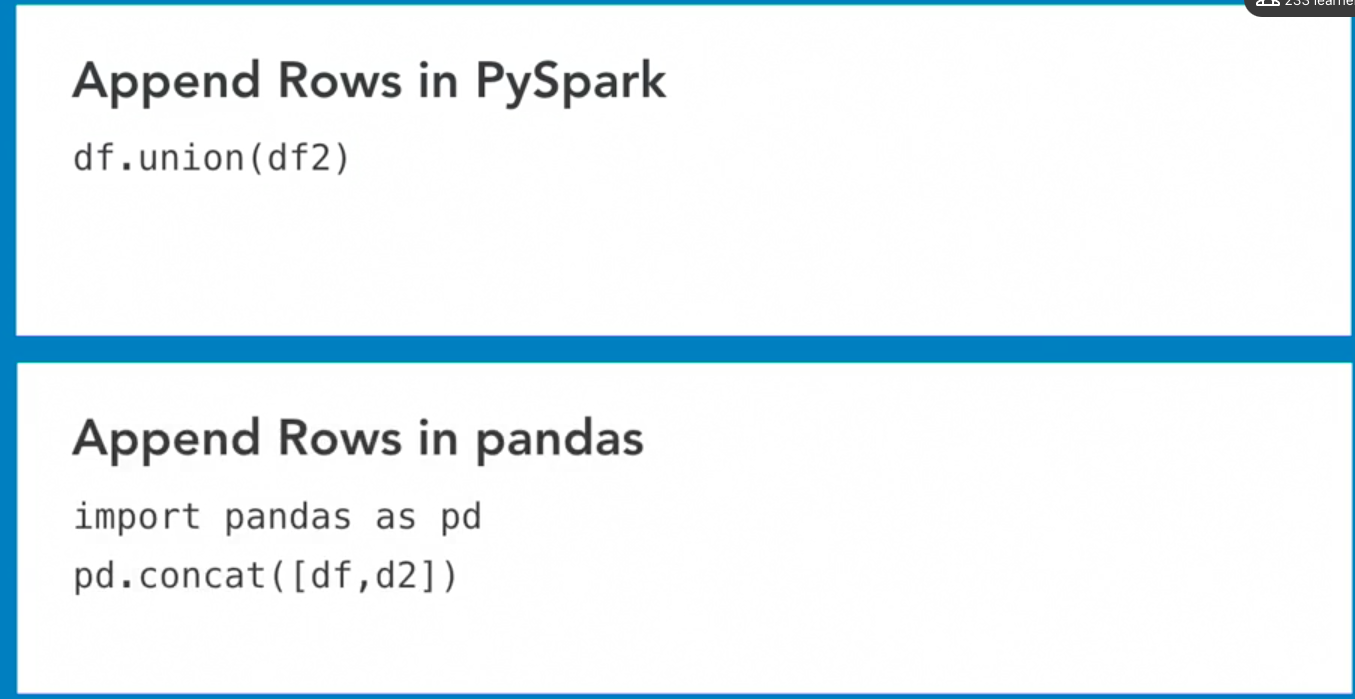 233 learne
Append Rows in PySpark
df.union(df2)
Append Rows in pandas
import pandas as pd
pd.concat([df,d2])